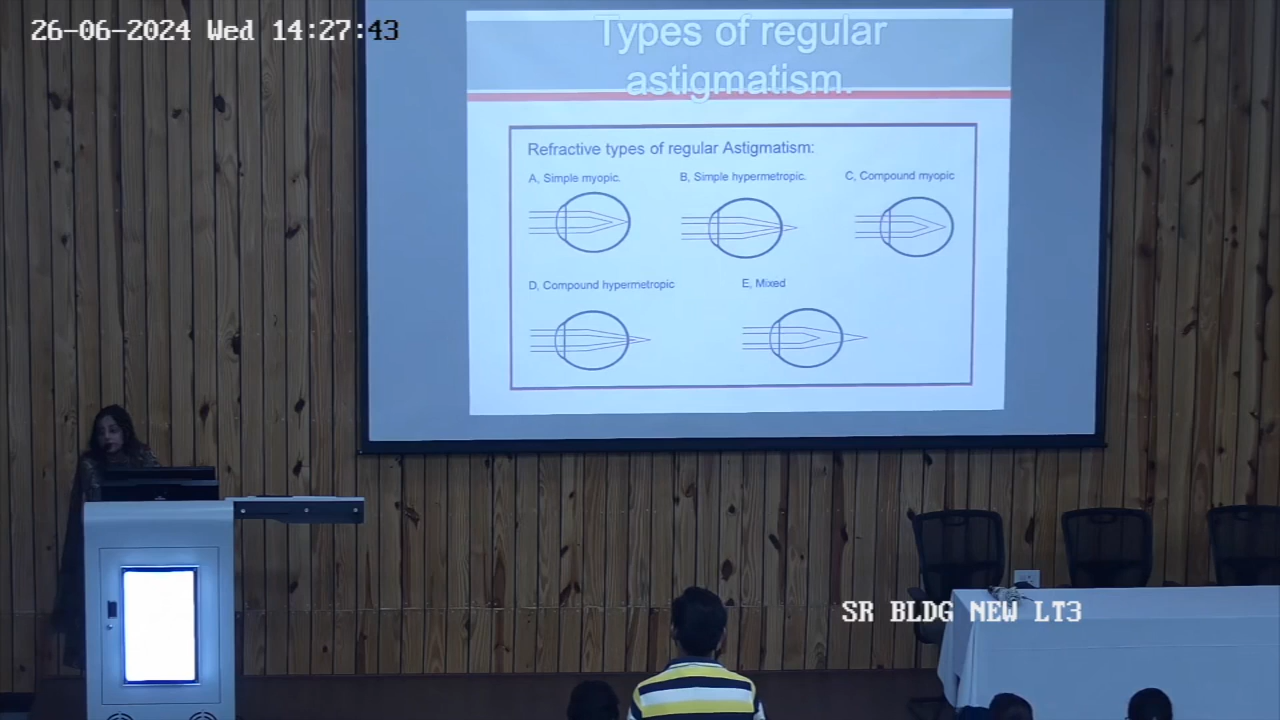 26-06-2024 Wed 14:27:43
Types of regular
astigmatism.
Refractive types of regular Astigmatism:
A, Simple myopic.
B, Simple hypermetropic.
C, Compound myopic
D, Compound hypermetropic
E, Mixed
SR BLDG NEW LT3